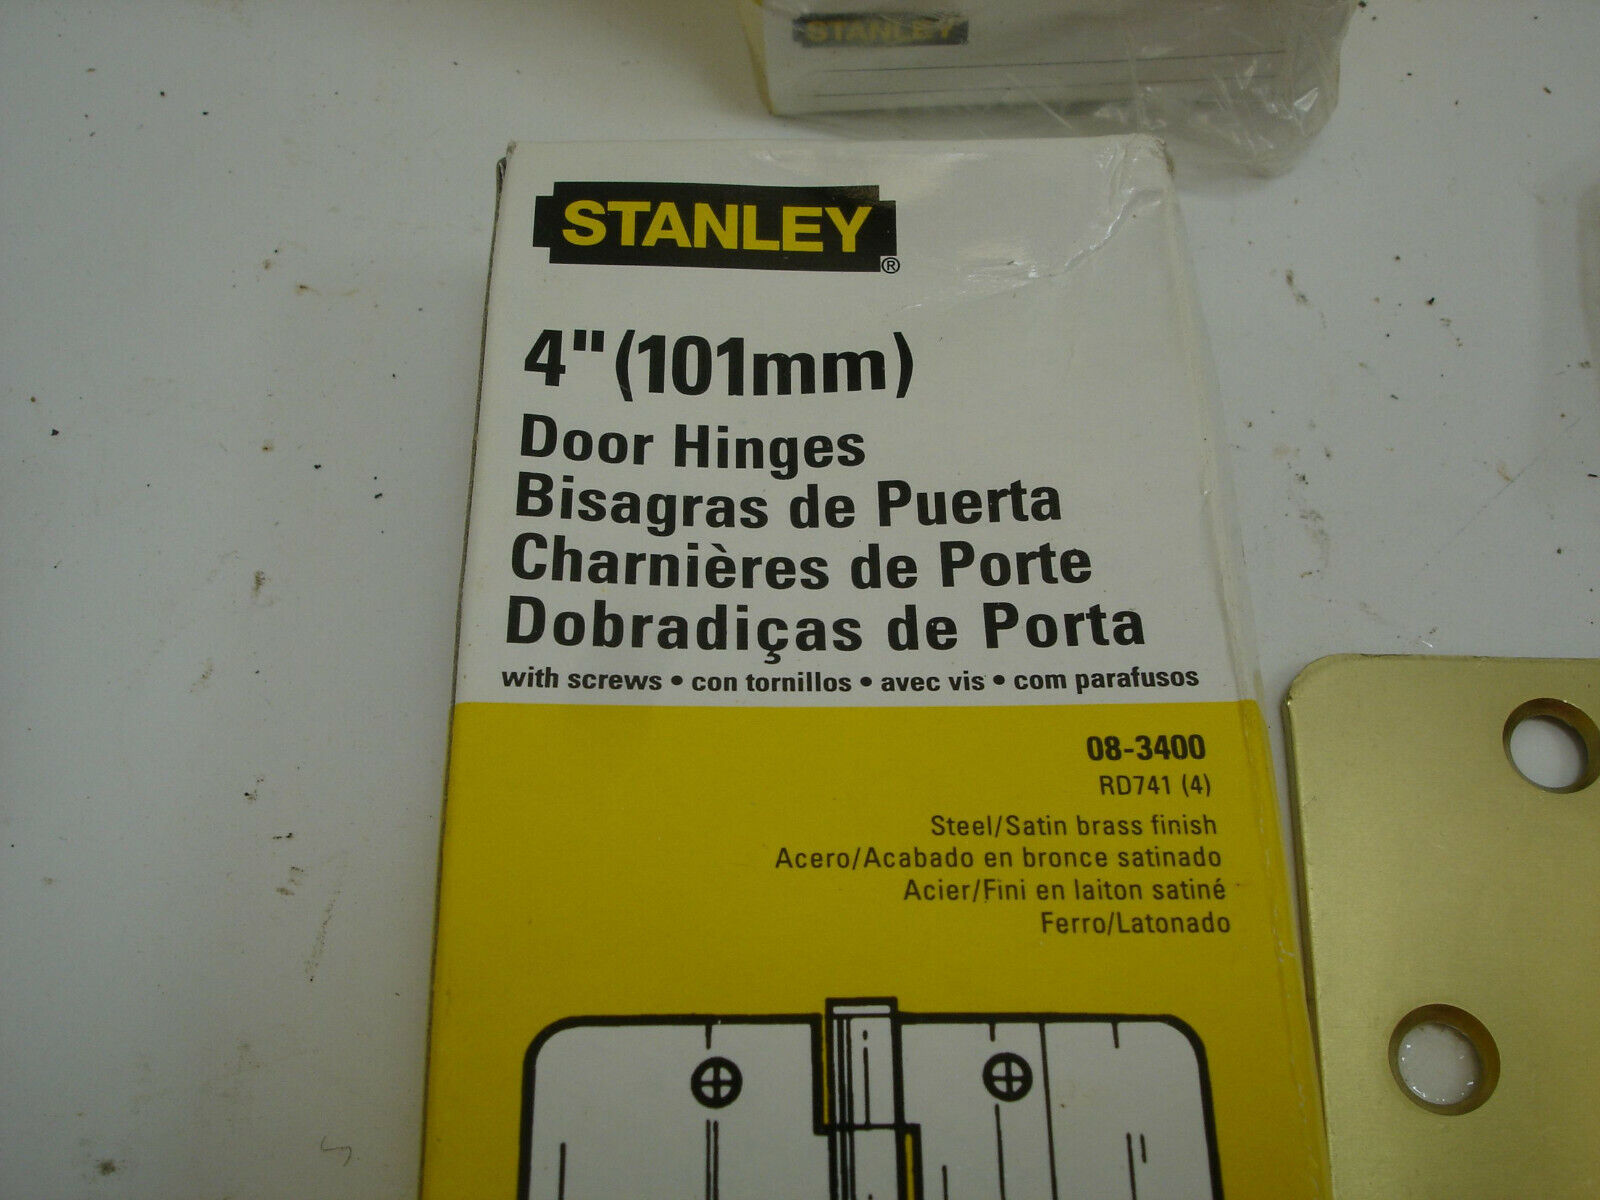 STANLEY
STANLEY®
4" (101mm)
Door Hinges
Bisagras de Puerta
Charnières de Porte
Dobradiças de Porta
with screws • con tornillos • avec vis • com parafusos
08-3400
RD741 (4)
Steel/Satin brass finish
Acero/Acabado en bronce satinado
Acier/Fini en laiton satiné
Ferro/Latonado